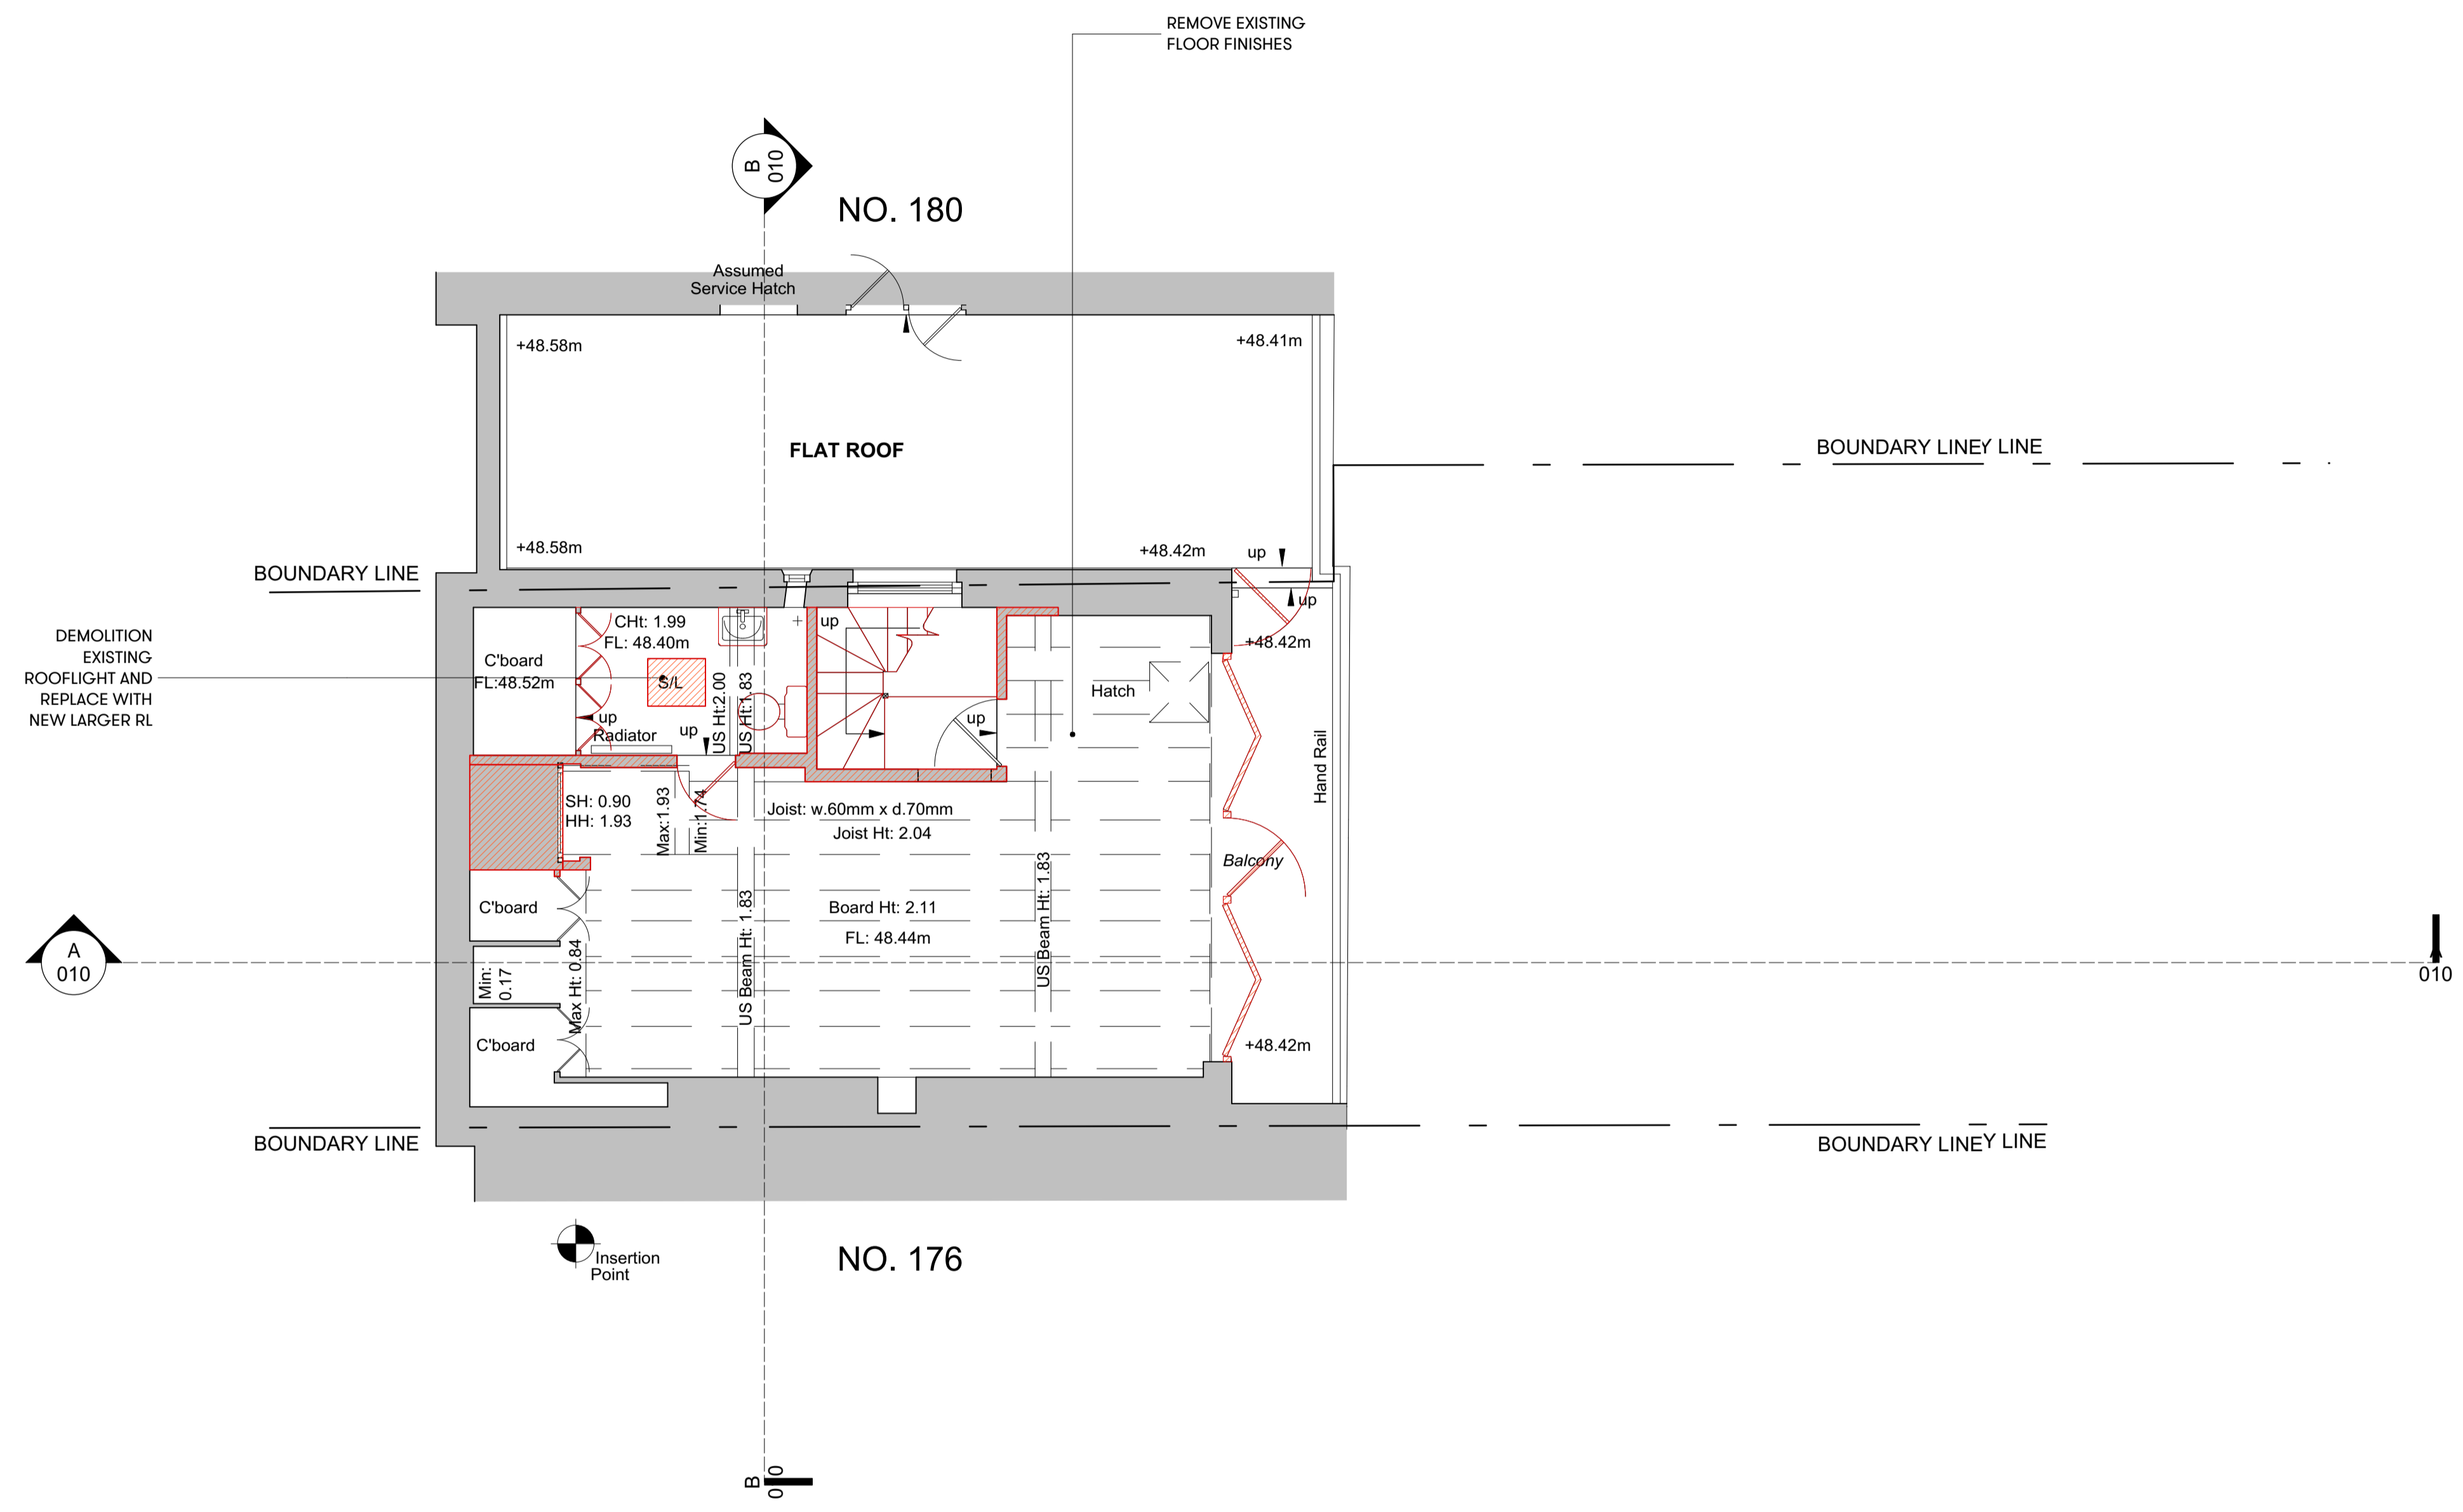 REMOVE EXISTING
FLOOR FINISHES
B
010
NO. 180
Assumed
Service Hatch
+48.58m
+48.41m
FLAT ROOF
BOUNDARY LINEY LINE
+48.58m
+48.42m
up
BOUNDARY LINE
up
DEMOLITION
EXISTING
ROOFLIGHT AND
REPLACE WITH
NEW LARGER RL
CHt: 1.99
FL: 48.40m
up
+48.42m
C'board
FL:48.52m
S/L
US Ht:2.00
US Ht:1.83
Hatch
up
up
Radiator
up
Hand Rail
SH: 0.90
HH: 1.93
Max:1.93
Min:1.74
Joist: w.60mm x d.70mm
Joist Ht: 2.04
Balcony
C'board
Board Ht: 2.11
FL: 48.44m
US Beam Ht: 1.83
US Beam Ht: 1.83
A
010
Min:
0.17
Max Ht: 0.84
A
010
C'board
+48.42m
BOUNDARY LINE
BOUNDARY LINEY LINE
Insertion
Point
NO. 176
B
010